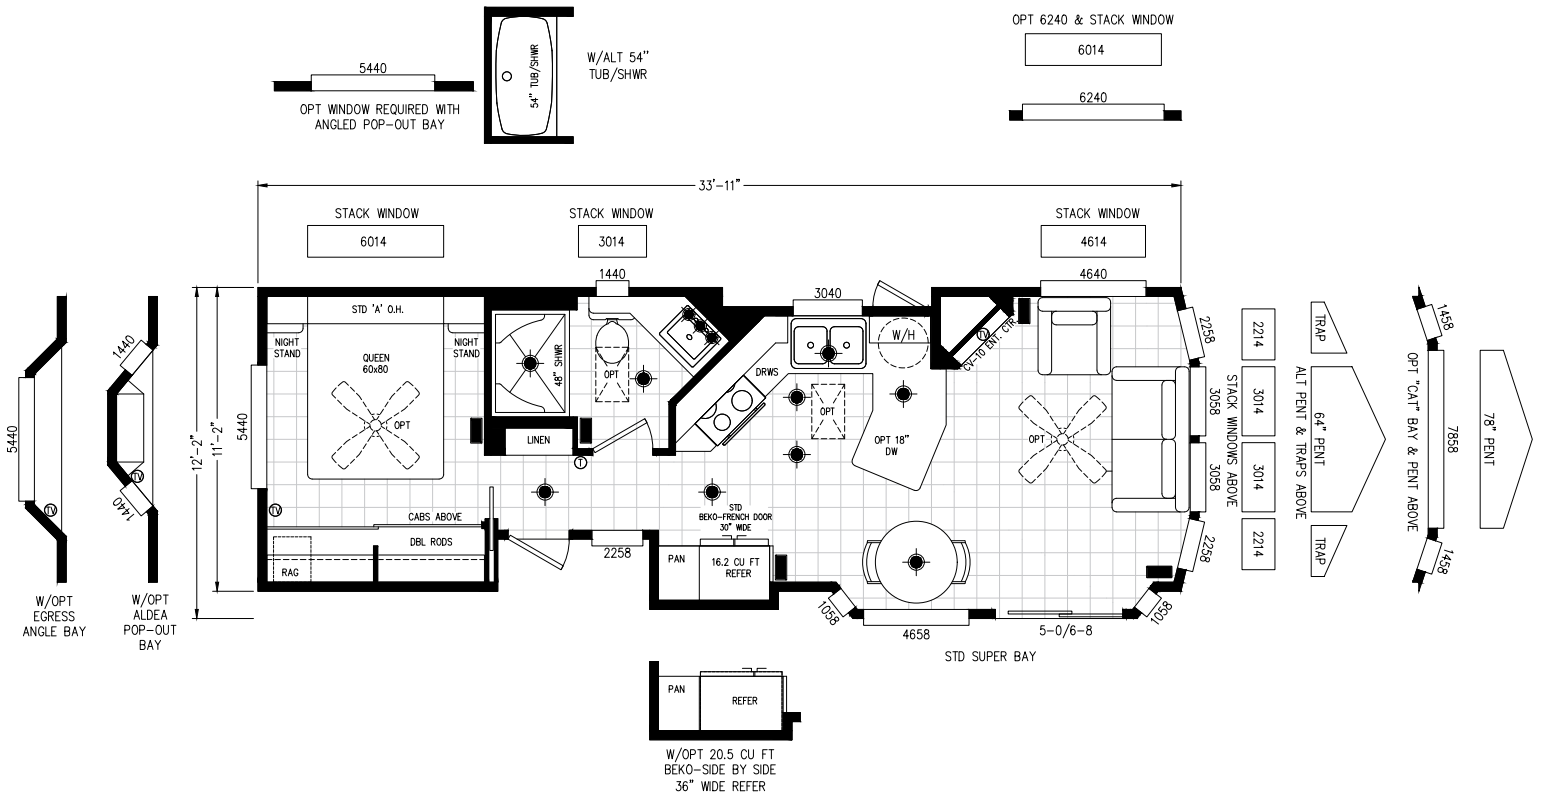 OPT 6240 & STACK WINDOW
6014
6240
54" TUB/SHWR
W/ALT 54"
TUB/SHWR
5440
OPT WINDOW REQUIRED WITH
ANGLED POP-OUT BAY
33'-11"
STACK WINDOW
6014
STACK WINDOW
3014
STACK WINDOW
4614
1440
3040
4640
STD 'A' O.H.
NIGHT
STAND
NIGHT
STAND
QUEEN
60x80
OPT
48" SHWR
OPT
LINEN
T
DRWS
W/H
OPT
OPT 18"
DW
TV
CV-10 ENT. CTR.
OPT
5440
12'-2"
11'-2"
TV
CABS ABOVE
DBL RODS
RAG
2258
STD
BEKO-FRENCH DOOR
30" WIDE
PAN
16.2 CU FT
REFER
1058
4658
5-0/6-8
1058
STD SUPER BAY
2258
3058
3058
2258
STACK WINDOWS ABOVE
2214
3014
3014
2214
ALT PENT & TRAPS ABOVE
TRAP
64" PENT
TRAP
OPT "CAT" BAY & PENT ABOVE
1458
7858
1458
78" PENT
5440
TV
W/OPT
EGRESS
ANGLE BAY
1440
TV
1440
W/OPT
ALDEA
POP-OUT
BAY
PAN
REFER
W/OPT 20.5 CU FT
BEKO-SIDE BY SIDE
36" WIDE REFER